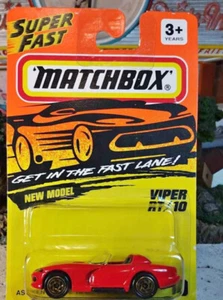 SUPER
FAST
3+
YEARS
MATCHBOX®
GET IN THE FAST LANE!
NEW MODEL
VIPER
RT/10